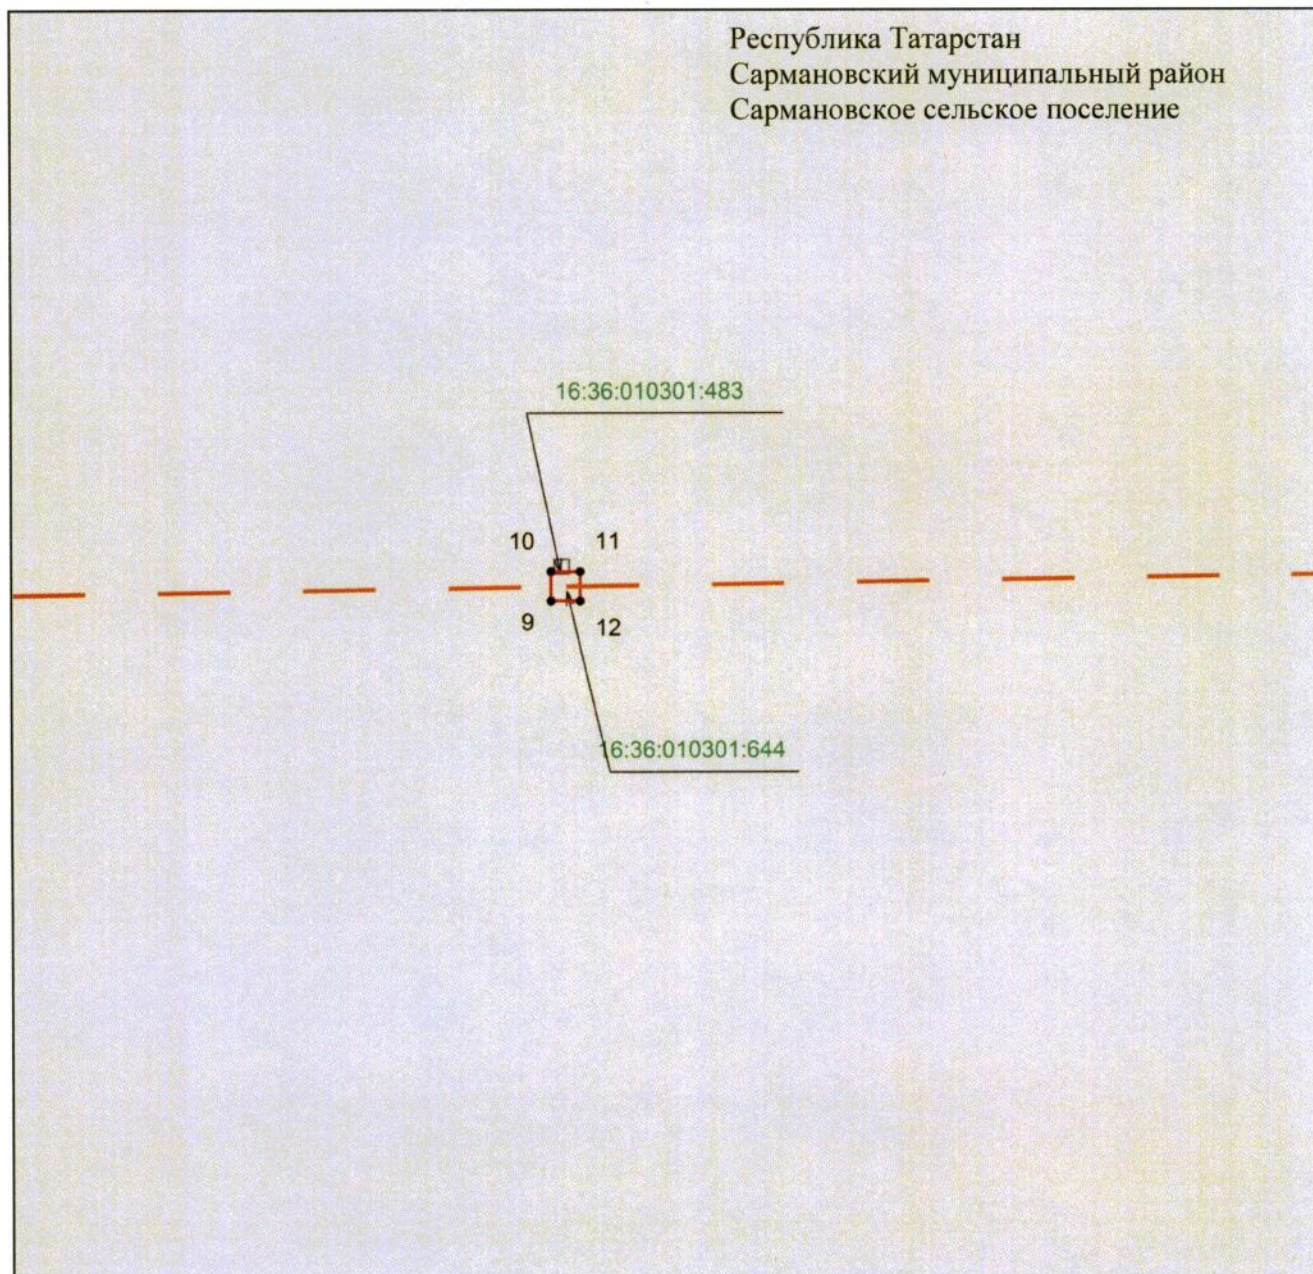 Республика Татарстан
Сармановский муниципальный район
Сармановское сельское поселение
16:36:010301:483
10 11
9 12
16:36:010301:644